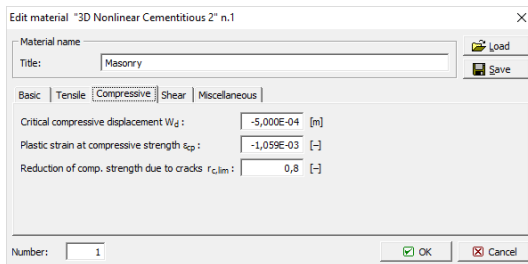 Edit material "3D Nonlinear Cementitious 2" n.1
Material name
Title: Masonry
Load
Save
Basic Tensile Compressive Shear Miscellaneous
Critical compressive displacement Wd : -5,000E-04 [m]
Plastic strain at compressive strength εcp : -1,059E-03 [–]
Reduction of comp. strength due to cracks rc,lim : 0,8 [–]
Number: 1
OK Cancel